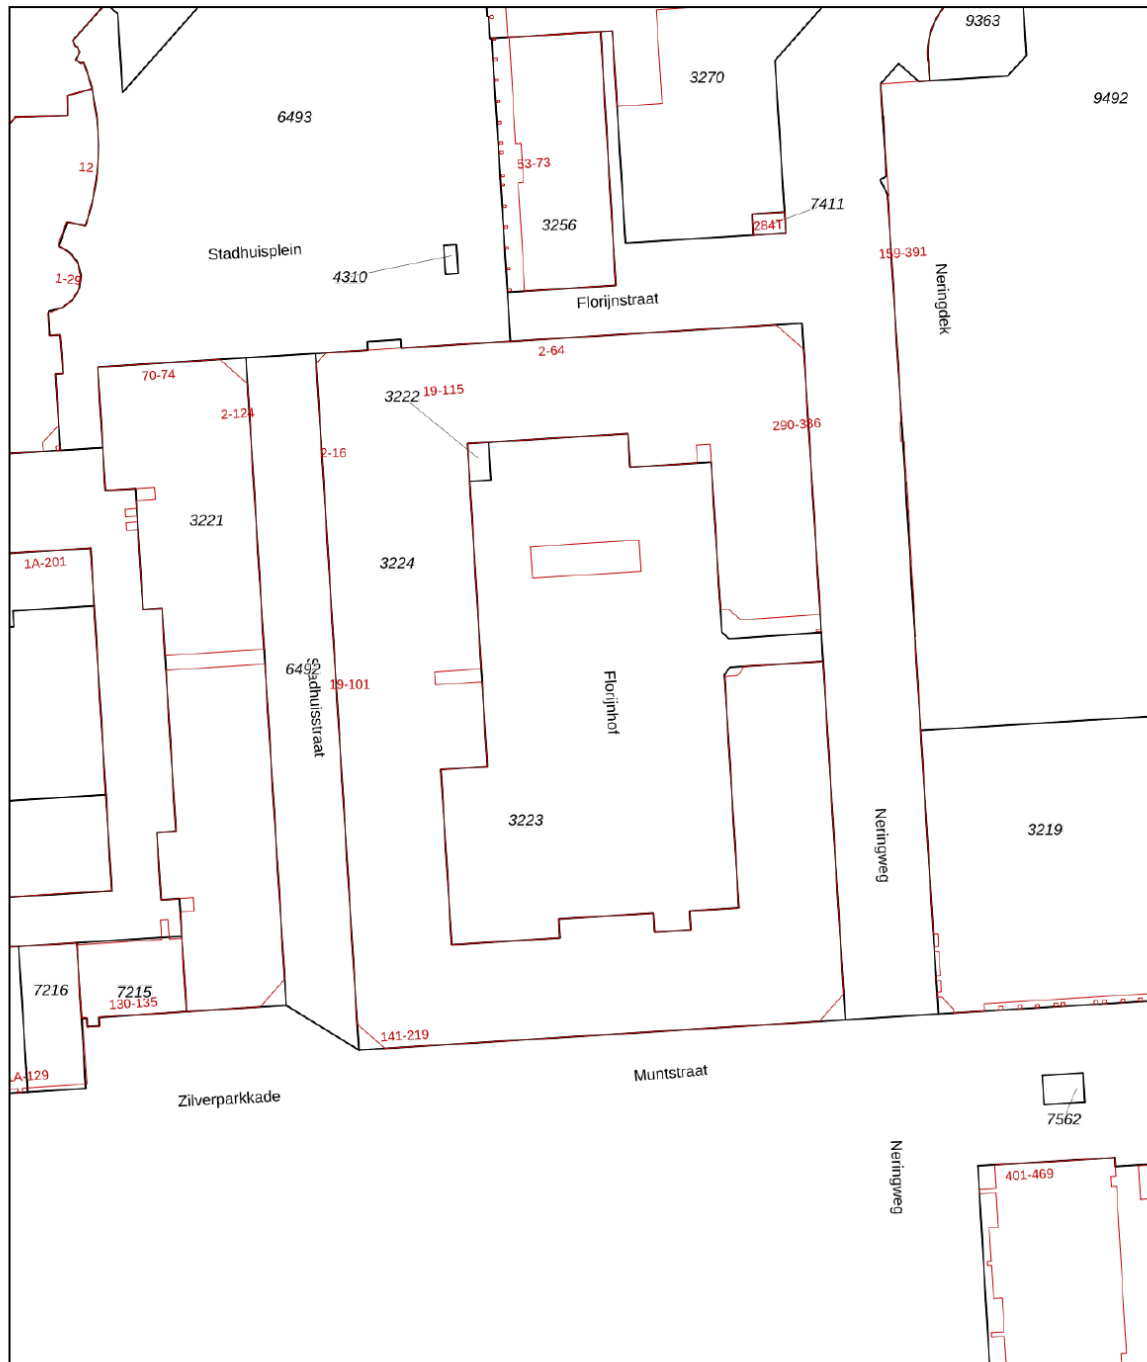 9363
3270
9492
6493
12
53-73
7411
3256
284T
Stadhuisplein
159-391
4310
1-29
Neringdek
Florijnstraat
2-64
70-74
3222
19-115
2-124
290-386
2-16
3221
1A-201
3224
Stadhuisstraat
19-101
Florijnhof
3223
3219
Neringweg
7216
7215
130-135
141-219
Muntstraat
Zilverparkkade
7562
Neringweg
401-469